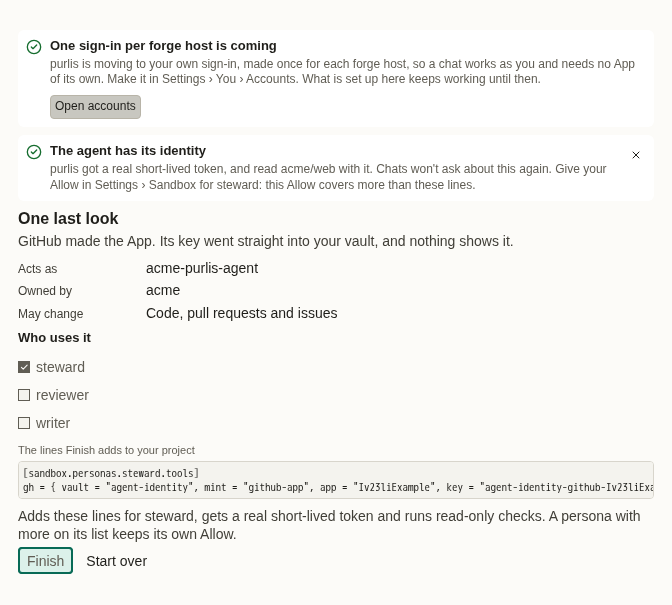 One sign-in per forge host is coming
purlis is moving to your own sign-in, made once for each forge host, so a chat works as you and needs no App
of its own. Make it in Settings › You › Accounts. What is set up here keeps working until then.
Open accounts
The agent has its identity
purlis got a real short-lived token, and read acme/web with it. Chats won't ask about this again. Give your
Allow in Settings › Sandbox for steward: this Allow covers more than these lines.
One last look
GitHub made the App. Its key went straight into your vault, and nothing shows it.
Acts as acme-purlis-agent
Owned by acme
May change Code, pull requests and issues
Who uses it
steward
reviewer
writer
The lines Finish adds to your project
[sandbox.personas.steward.tools]
gh = { vault = "agent-identity", mint = "github-app", app = "Iv23liExample", key = "agent-identity-github-Iv23liExa
Adds these lines for steward, gets a real short-lived token and runs read-only checks. A persona with
more on its list keeps its own Allow.
Finish Start over